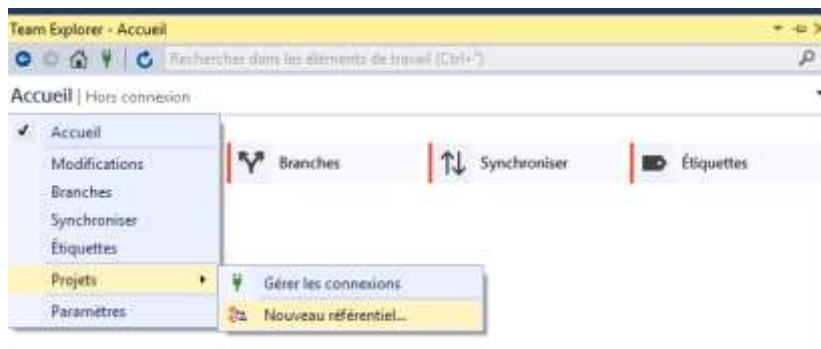 Team Explorer - Accueil
Rechercher dans les éléments de travail (Ctrl+")
Accueil | Hors connexion
Accueil
Modifications
Branches
Synchroniser
Étiquettes
Branches
Synchroniser
Étiquettes
Projets
Gérer les connexions
Nouveau référentiel...
Paramètres